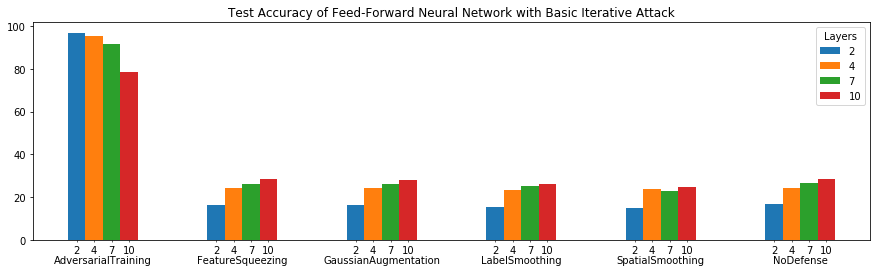 Test Accuracy of Feed-Forward Neural Network with Basic Iterative Attack
100
80
60
40
20
0
Layers
2
4
7
10
2 4 7 10 2 4 7 10 2 4 7 10 2 4 7 10 2 4 7 10 2 4 7 10
AdversarialTraining FeatureSqueezing GaussianAugmentation LabelSmoothing SpatialSmoothing NoDefense